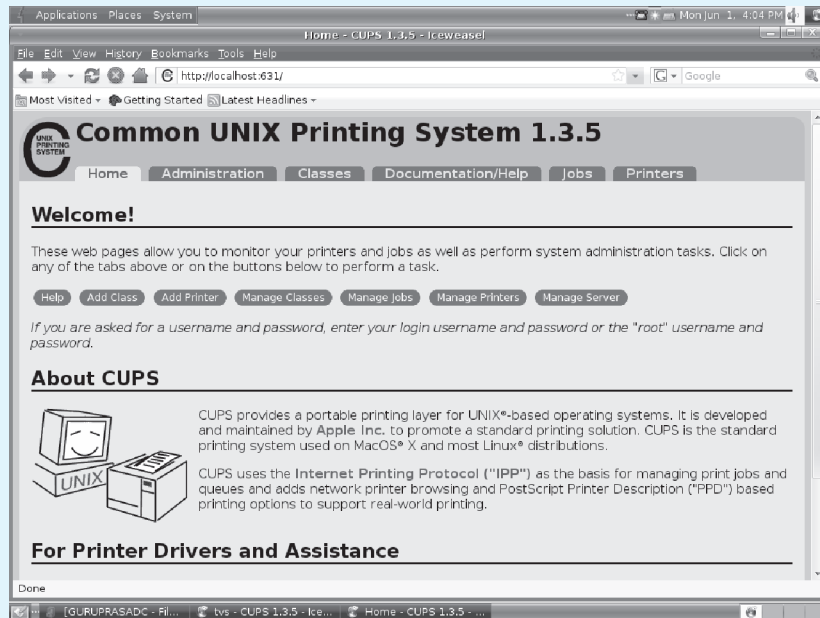 Applications Places System
Mon Jun 1, 4:04 PM
Home - CUPS 1.3.5 - Iceweasel
File Edit View History Bookmarks Tools Help
http://localhost:631/
Google
Most Visited Getting Started Latest Headlines
UNIX PRINTING SYSTEM
Common UNIX Printing System 1.3.5
Home Administration Classes Documentation/Help Jobs Printers
Welcome!
These web pages allow you to monitor your printers and jobs as well as perform system administration tasks. Click on
any of the tabs above or on the buttons below to perform a task.
Help Add Class Add Printer Manage Classes Manage Jobs Manage Printers Manage Server
If you are asked for a username and password, enter your login username and password or the "root" username and
password.
About CUPS
UNIX
CUPS provides a portable printing layer for UNIX®-based operating systems. It is developed
and maintained by Apple Inc. to promote a standard printing solution. CUPS is the standard
printing system used on MacOS® X and most Linux® distributions.
CUPS uses the Internet Printing Protocol ("IPP") as the basis for managing print jobs and
queues and adds network printer browsing and PostScript Printer Description ("PPD") based
printing options to support real-world printing.
For Printer Drivers and Assistance
Done
[GURUPRASADC - Fil... tvs - CUPS 1.3.5 - Ice... Home - CUPS 1.3.5 - ...